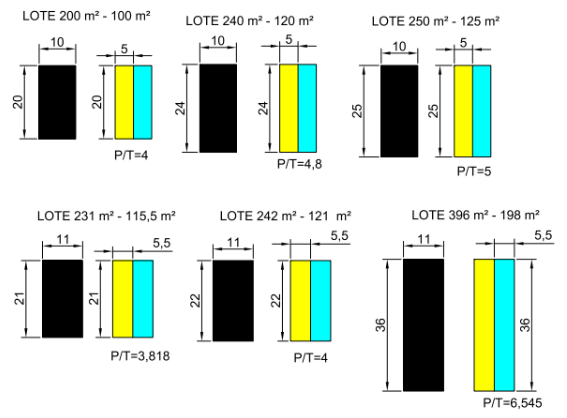 LOTE 200 m² - 100 m²
10
5
20
20
P/T=4
LOTE 240 m² - 120 m²
10
5
24
24
P/T=4,8
LOTE 250 m² - 125 m²
10
5
25
25
P/T=5
LOTE 231 m² - 115,5 m²
11
5,5
21
21
P/T=3,818
LOTE 242 m² - 121 m²
11
5,5
22
22
P/T=4
LOTE 396 m² - 198 m²
11
5,5
36
36
P/T=6,545